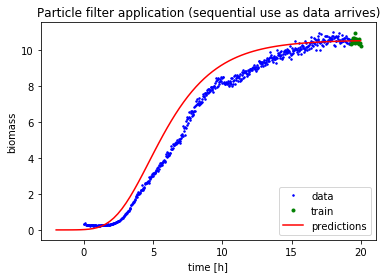 Particle filter application (sequential use as data arrives)
biomass
10
8
6
4
2
0
0
5
10
15
20
time [h]
data
train
predictions